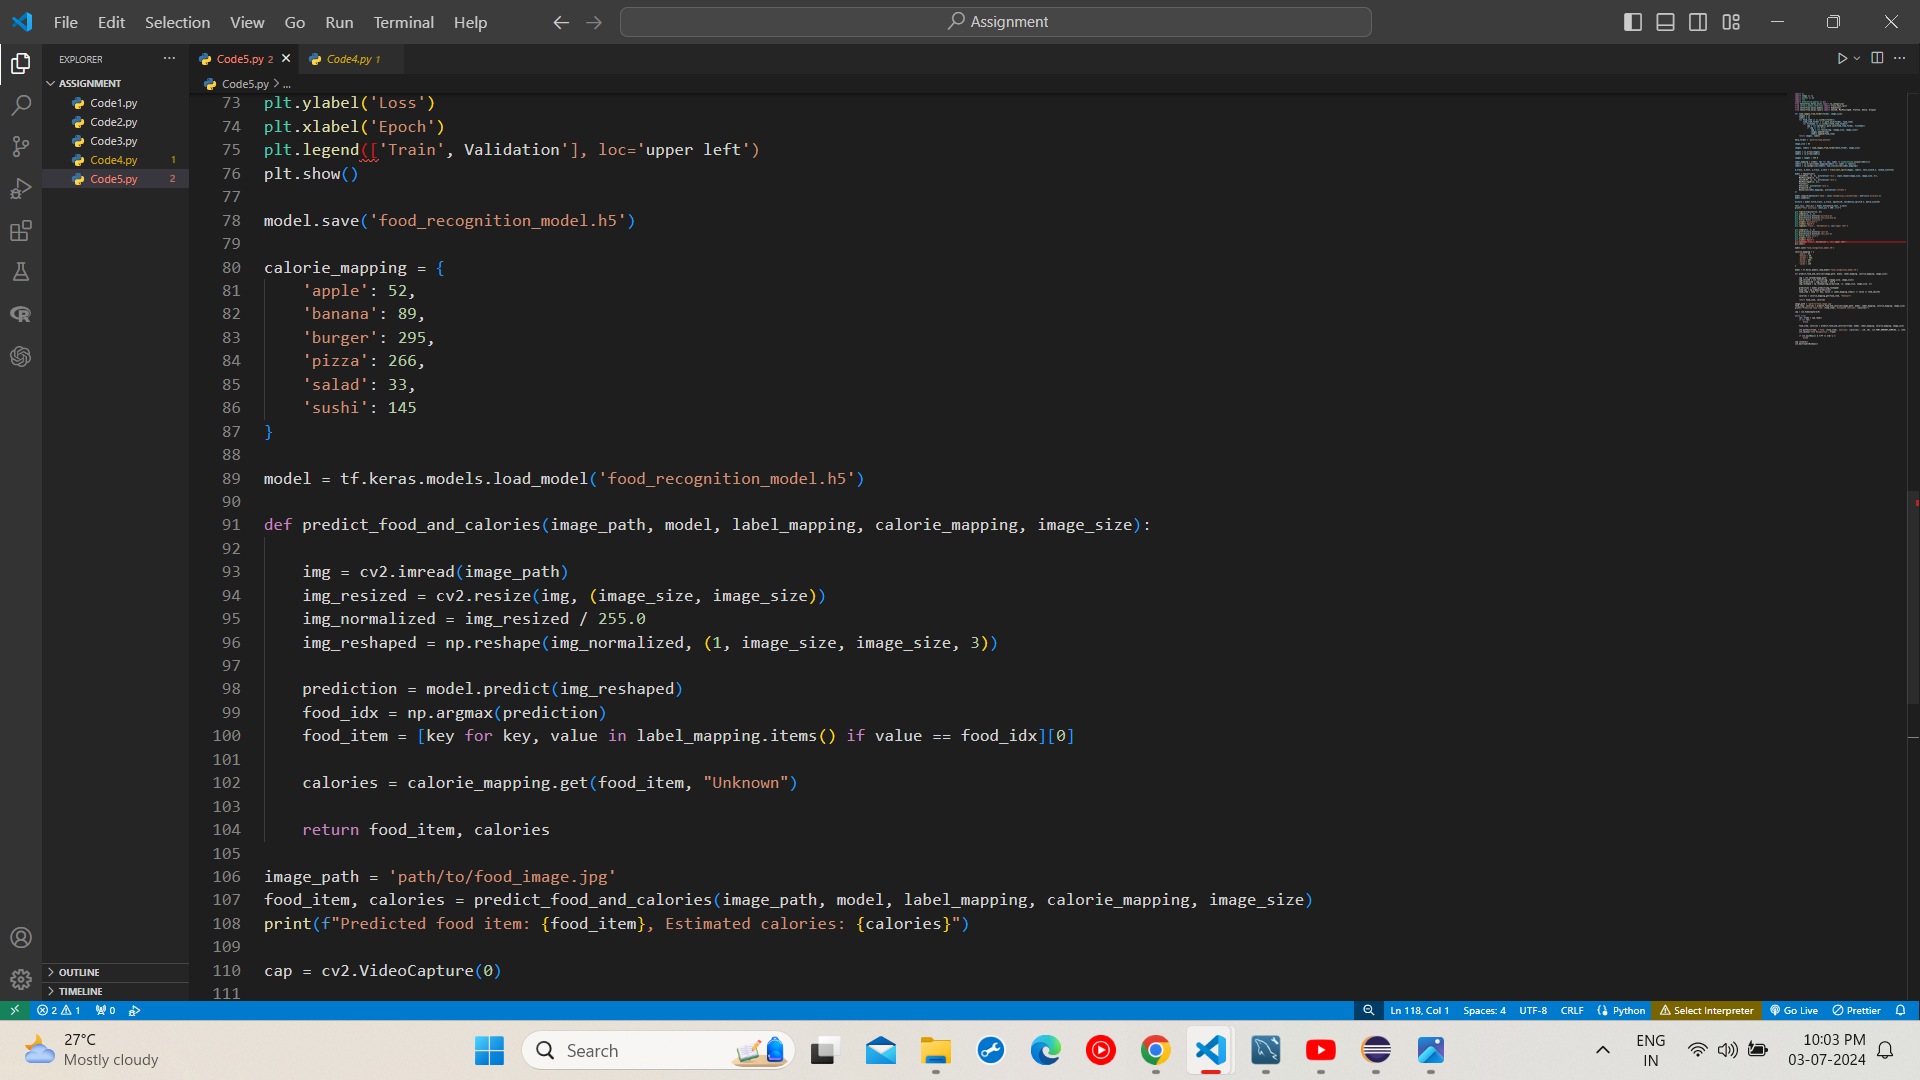 File Edit Selection View Go Run Terminal Help
Assignment
EXPLORER
ASSIGNMENT
Code1.py
Code2.py
Code3.py
Code4.py 1
Code5.py 2
OUTLINE
TIMELINE
Code5.py 2
Code4.py 1
Code5.py > ...
73 plt.ylabel('Loss')
74 plt.xlabel('Epoch')
75 plt.legend(['Train', Validation'], loc='upper left')
76 plt.show()
77
78 model.save('food_recognition_model.h5')
79
80 calorie_mapping = {
81 'apple': 52,
82 'banana': 89,
83 'burger': 295,
84 'pizza': 266,
85 'salad': 33,
86 'sushi': 145
87 }
88
89 model = tf.keras.models.load_model('food_recognition_model.h5')
90
91 def predict_food_and_calories(image_path, model, label_mapping, calorie_mapping, image_size):
92
93 img = cv2.imread(image_path)
94 img_resized = cv2.resize(img, (image_size, image_size))
95 img_normalized = img_resized / 255.0
96 img_reshaped = np.reshape(img_normalized, (1, image_size, image_size, 3))
97
98 prediction = model.predict(img_reshaped)
99 food_idx = np.argmax(prediction)
100 food_item = [key for key, value in label_mapping.items() if value == food_idx][0]
101
102 calories = calorie_mapping.get(food_item, "Unknown")
103
104 return food_item, calories
105
106 image_path = 'path/to/food_image.jpg'
107 food_item, calories = predict_food_and_calories(image_path, model, label_mapping, calorie_mapping, image_size)
108 print(f"Predicted food item: {food_item}, Estimated calories: {calories}")
109
110 cap = cv2.VideoCapture(0)
111
2 1 0
Ln 118, Col 1 Spaces: 4 UTF-8 CRLF Python Select Interpreter Go Live Prettier
27°C
Mostly cloudy
Search
ENG
IN
10:03 PM
03-07-2024